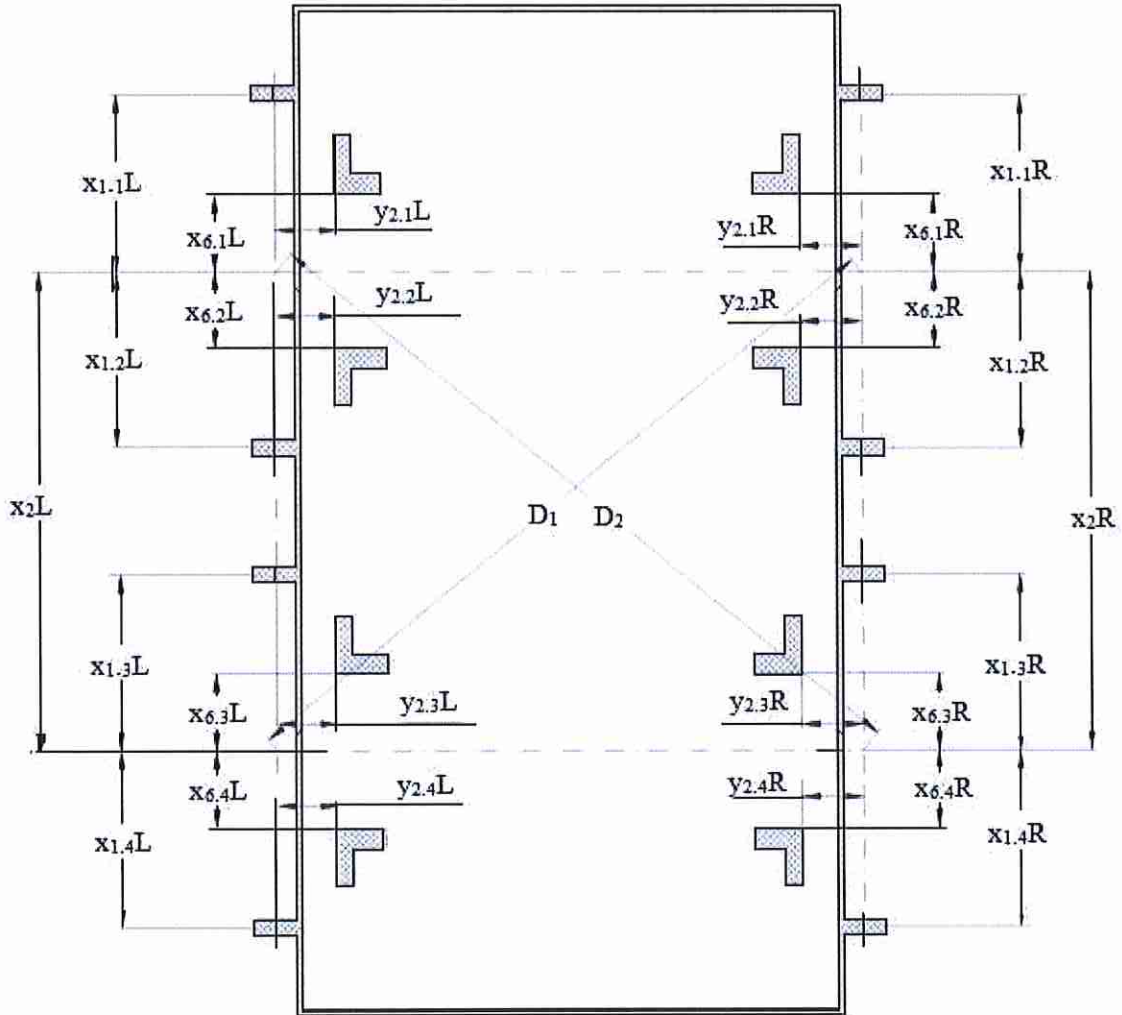 x1.1L
x1.1R
y2.1L
x6.1L
y2.1R
x6.1R
y2.2L
y2.2R
x6.2L
x6.2R
x1.2L
x1.2R
x2L
D1 D2
x2R
x1.3L
x1.3R
y2.3L
y2.3R
x6.3L
x6.3R
y2.4L
y2.4R
x6.4L
x6.4R
x1.4L
x1.4R